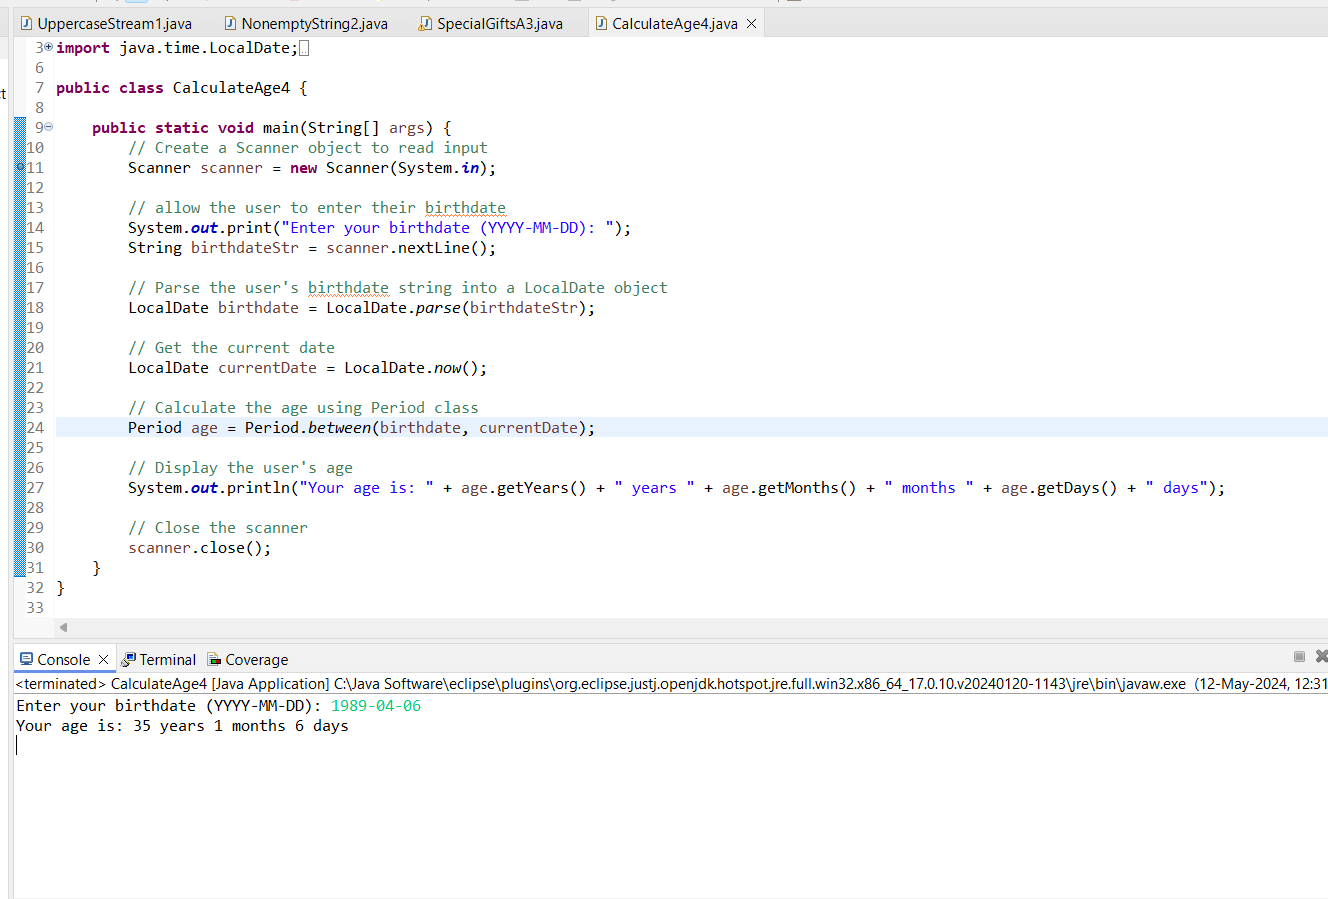 UppercaseStream1.java NonemptyString2.java SpecialGiftsA3.java CalculateAge4.java
3 import java.time.LocalDate;
6
7 public class CalculateAge4 {
8
9 public static void main(String[] args) {
10 // Create a Scanner object to read input
11 Scanner scanner = new Scanner(System.in);
12
13 // allow the user to enter their birthdate
14 System.out.print("Enter your birthdate (YYYY-MM-DD): ");
15 String birthdateStr = scanner.nextLine();
16
17 // Parse the user's birthdate string into a LocalDate object
18 LocalDate birthdate = LocalDate.parse(birthdateStr);
19
20 // Get the current date
21 LocalDate currentDate = LocalDate.now();
22
23 // Calculate the age using Period class
24 Period age = Period.between(birthdate, currentDate);
25
26 // Display the user's age
27 System.out.println("Your age is: " + age.getYears() + " years " + age.getMonths() + " months " + age.getDays() + " days");
28
29 // Close the scanner
30 scanner.close();
31 }
32 }
33
Console Terminal Coverage
<terminated> CalculateAge4 [Java Application] C:\Java Software\eclipse\plugins\org.eclipse.justj.openjdk.hotspot.jre.full.win32.x86_64_17.0.10.v20240120-1143\jre\bin\javaw.exe (12-May-2024, 12:31
Enter your birthdate (YYYY-MM-DD): 1989-04-06
Your age is: 35 years 1 months 6 days